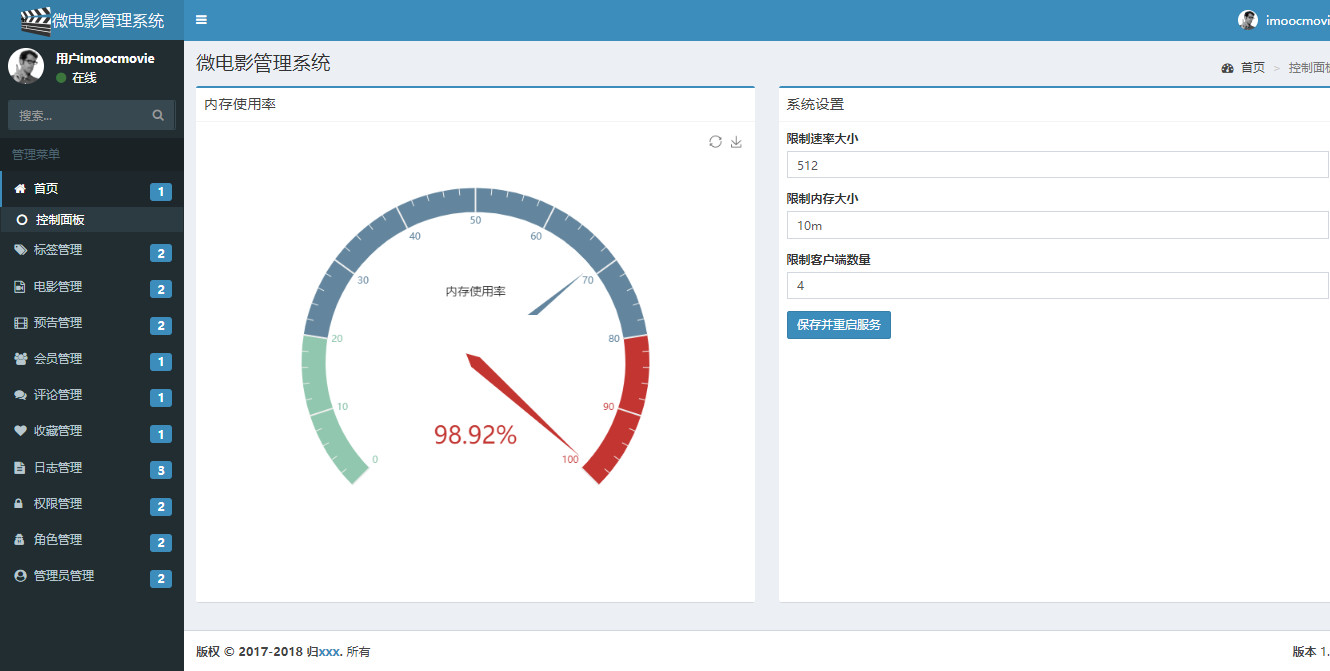 微电影管理系统
imoocmovi
用户imoocmovie
在线
搜索...
管理菜单
首页 1
控制面板
标签管理 2
电影管理 2
预告管理 2
会员管理 1
评论管理 1
收藏管理 1
日志管理 3
权限管理 2
角色管理 2
管理员管理 2
微电影管理系统
首页 > 控制面板
内存使用率
0
10
20
30
40
50
60
70
80
90
100
内存使用率
98.92%
系统设置
限制速率大小
512
限制内存大小
10m
限制客户端数量
4
保存并重启服务
版权 © 2017-2018 归xxx. 所有
版本 1.